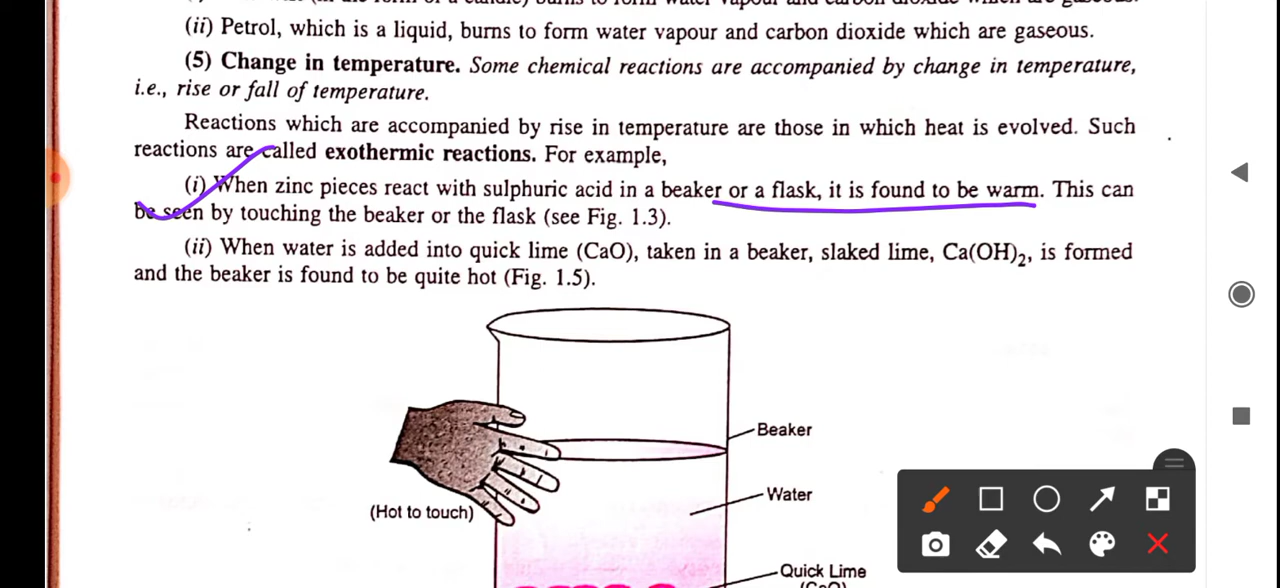 (ii) Petrol, which is a liquid, burns to form water vapour and carbon dioxide which are gaseous.
(5) Change in temperature. Some chemical reactions are accompanied by change in temperature,
i.e., rise or fall of temperature.
Reactions which are accompanied by rise in temperature are those in which heat is evolved. Such
reactions are called exothermic reactions. For example,
(i) When zinc pieces react with sulphuric acid in a beaker or a flask, it is found to be warm. This can
be seen by touching the beaker or the flask (see Fig. 1.3).
(ii) When water is added into quick lime (CaO), taken in a beaker, slaked lime, Ca(OH)₂, is formed
and the beaker is found to be quite hot (Fig. 1.5).
Beaker
Water
(Hot to touch)
Quick Lime